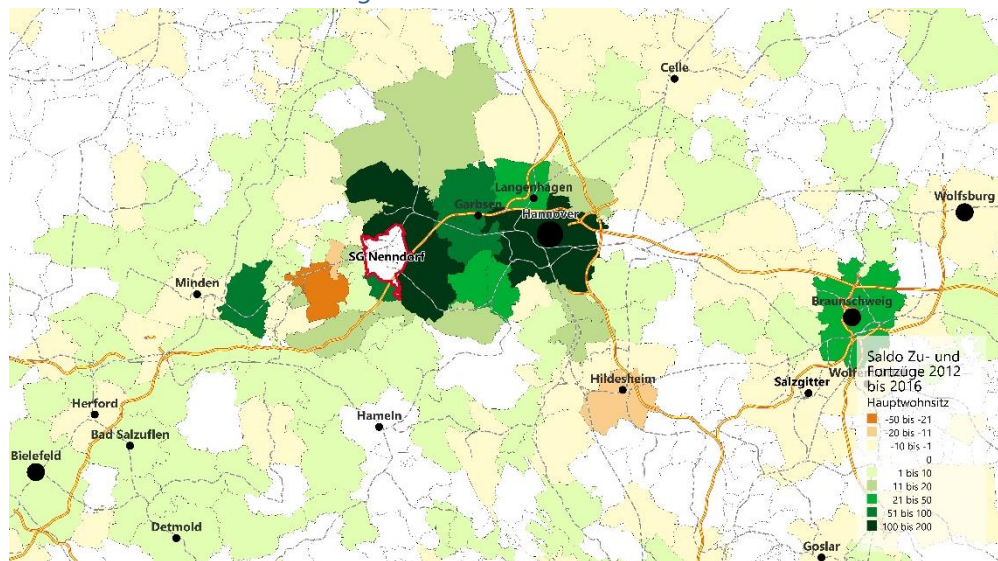 Celle
Wolfsburg
Langenhagen
Garbsen
Hannover
SG Nenndorf
Minden
Braunschweig
Hildesheim
Salzgitter
Herford
Hameln
Bad Salzuflen
Bielefeld
Detmold
Goslar
Saldo Zu- und
Fortzüge 2012
bis 2016
Hauptwohnsitz
-50 bis -21
-20 bis -11
-10 bis -1
0
1 bis 10
11 bis 20
21 bis 50
51 bis 100
100 bis 200